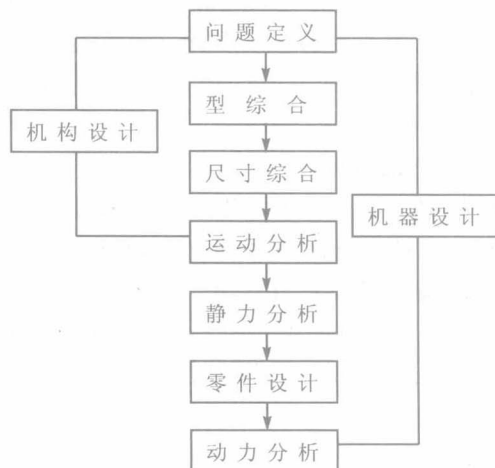 问题定义
型综合
机构设计
尺寸综合
机器设计
运动分析
静力分析
零件设计
动力分析